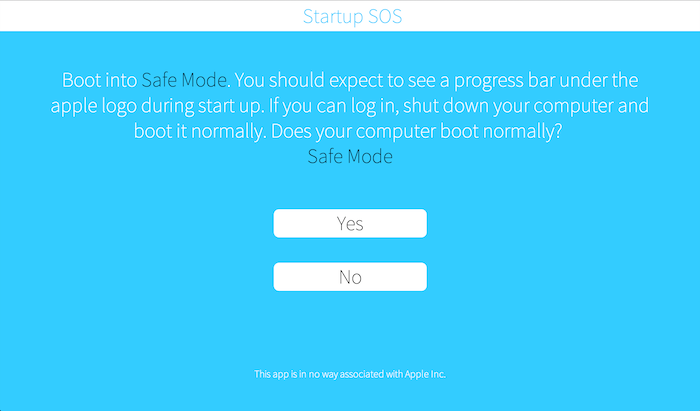 Startup SOS
Boot into Safe Mode. You should expect to see a progress bar under the
apple logo during start up. If you can log in, shut down your computer and
boot it normally. Does your computer boot normally?
Safe Mode
Yes
No
This app is in no way associated with Apple Inc.